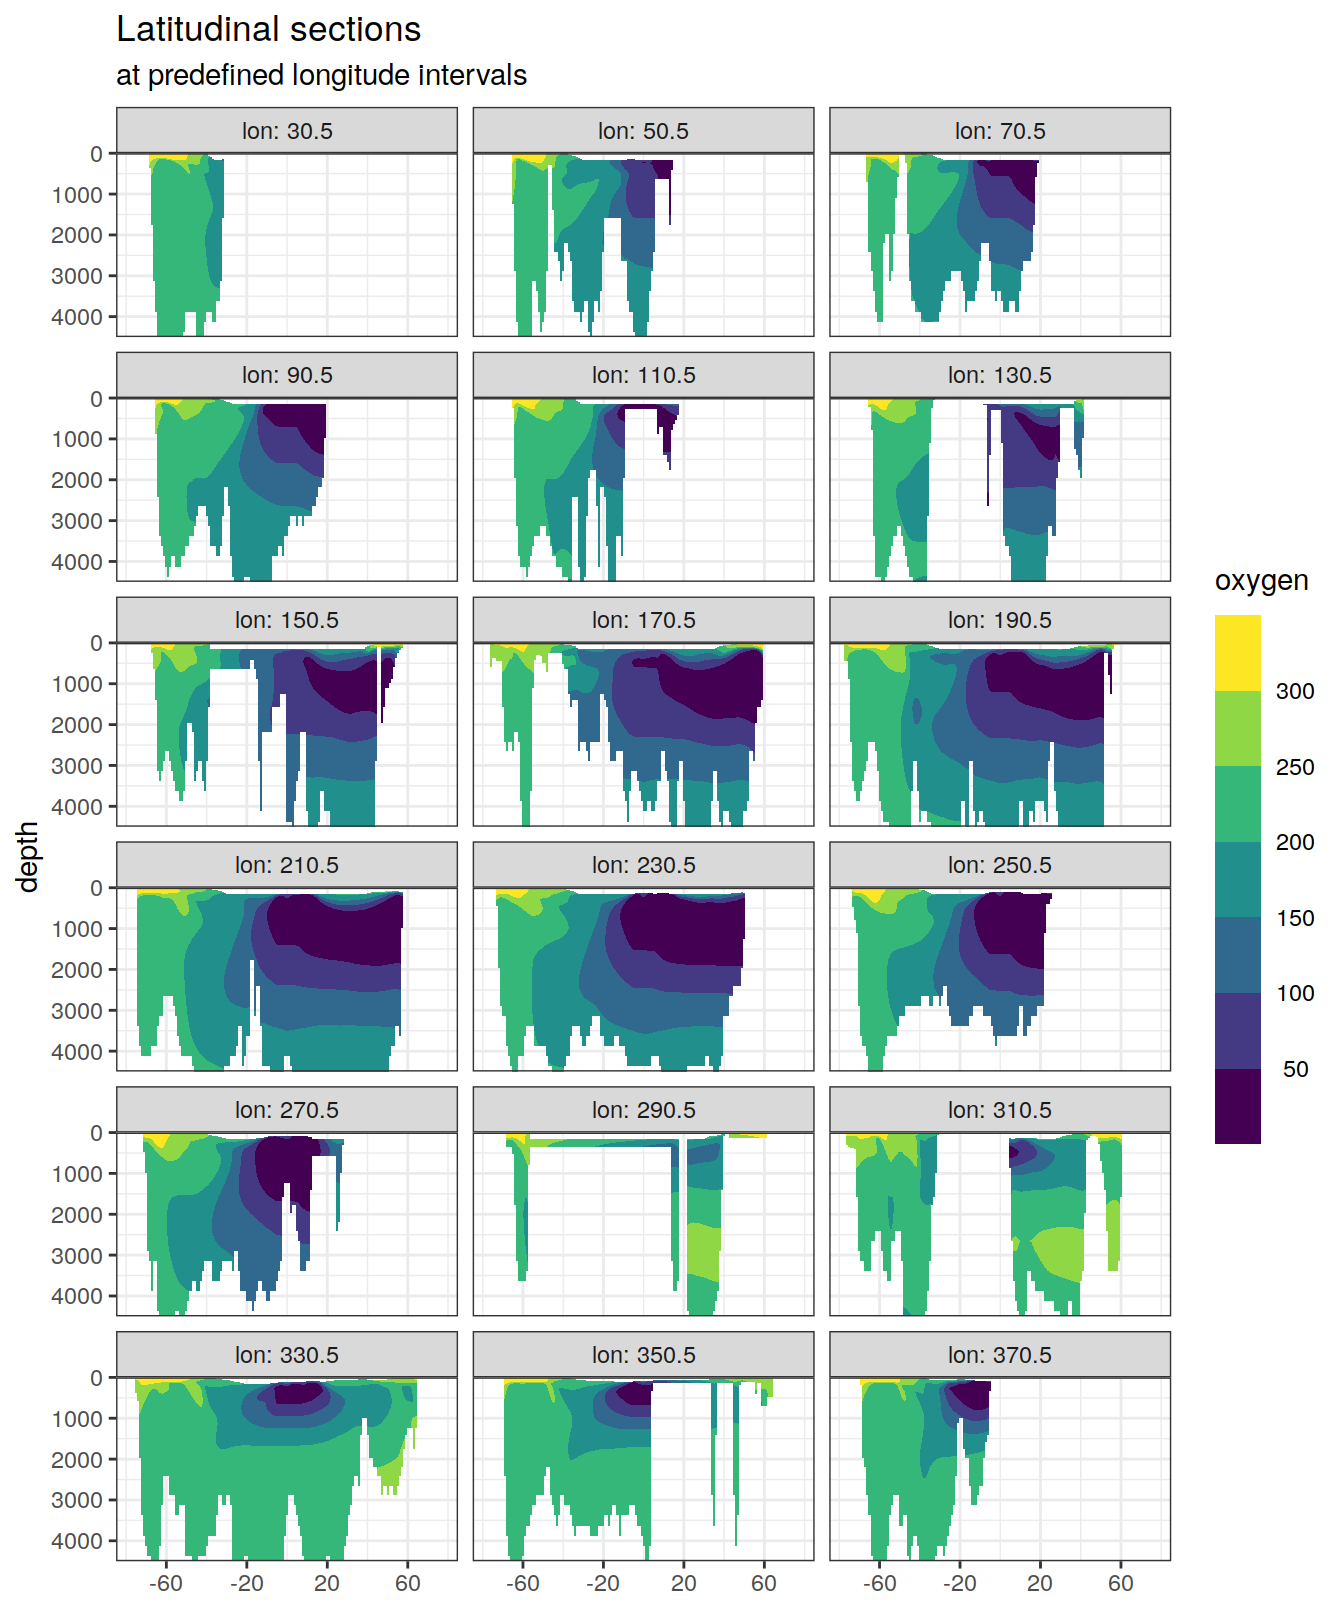 Latitudinal sections
at predefined longitude intervals
lon: 30.5
lon: 50.5
lon: 70.5
0
1000
2000
3000
4000
lon: 90.5
lon: 110.5
lon: 130.5
0
1000
2000
3000
4000
lon: 150.5
lon: 170.5
lon: 190.5
0
1000
2000
3000
4000
lon: 210.5
lon: 230.5
lon: 250.5
0
1000
2000
3000
4000
lon: 270.5
lon: 290.5
lon: 310.5
0
1000
2000
3000
4000
lon: 330.5
lon: 350.5
lon: 370.5
0
1000
2000
3000
4000
-60 -20 20 60
-60 -20 20 60
-60 -20 20 60
depth
oxygen
300
250
200
150
100
50